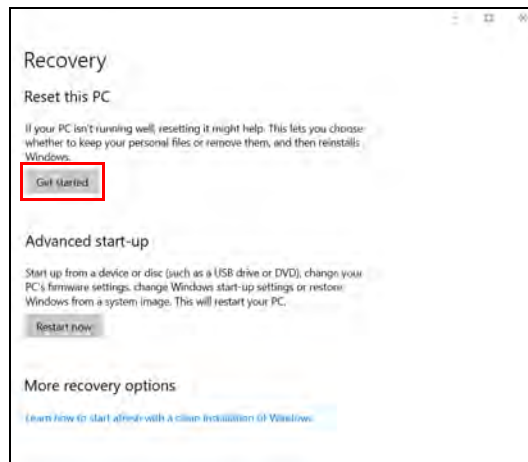 Recovery
Reset this PC
If your PC isn't running well, resetting it might help. This lets you choose
whether to keep your personal files or remove them, and then reinstalls
Windows.
Get started
Advanced start-up
Start up from a device or disc (such as a USB drive or DVD), change your
PC's firmware settings, change Windows start-up settings or restore
Windows from a system image. This will restart your PC.
Restart now
More recovery options
Learn how to start afresh with a clean installation of Windows